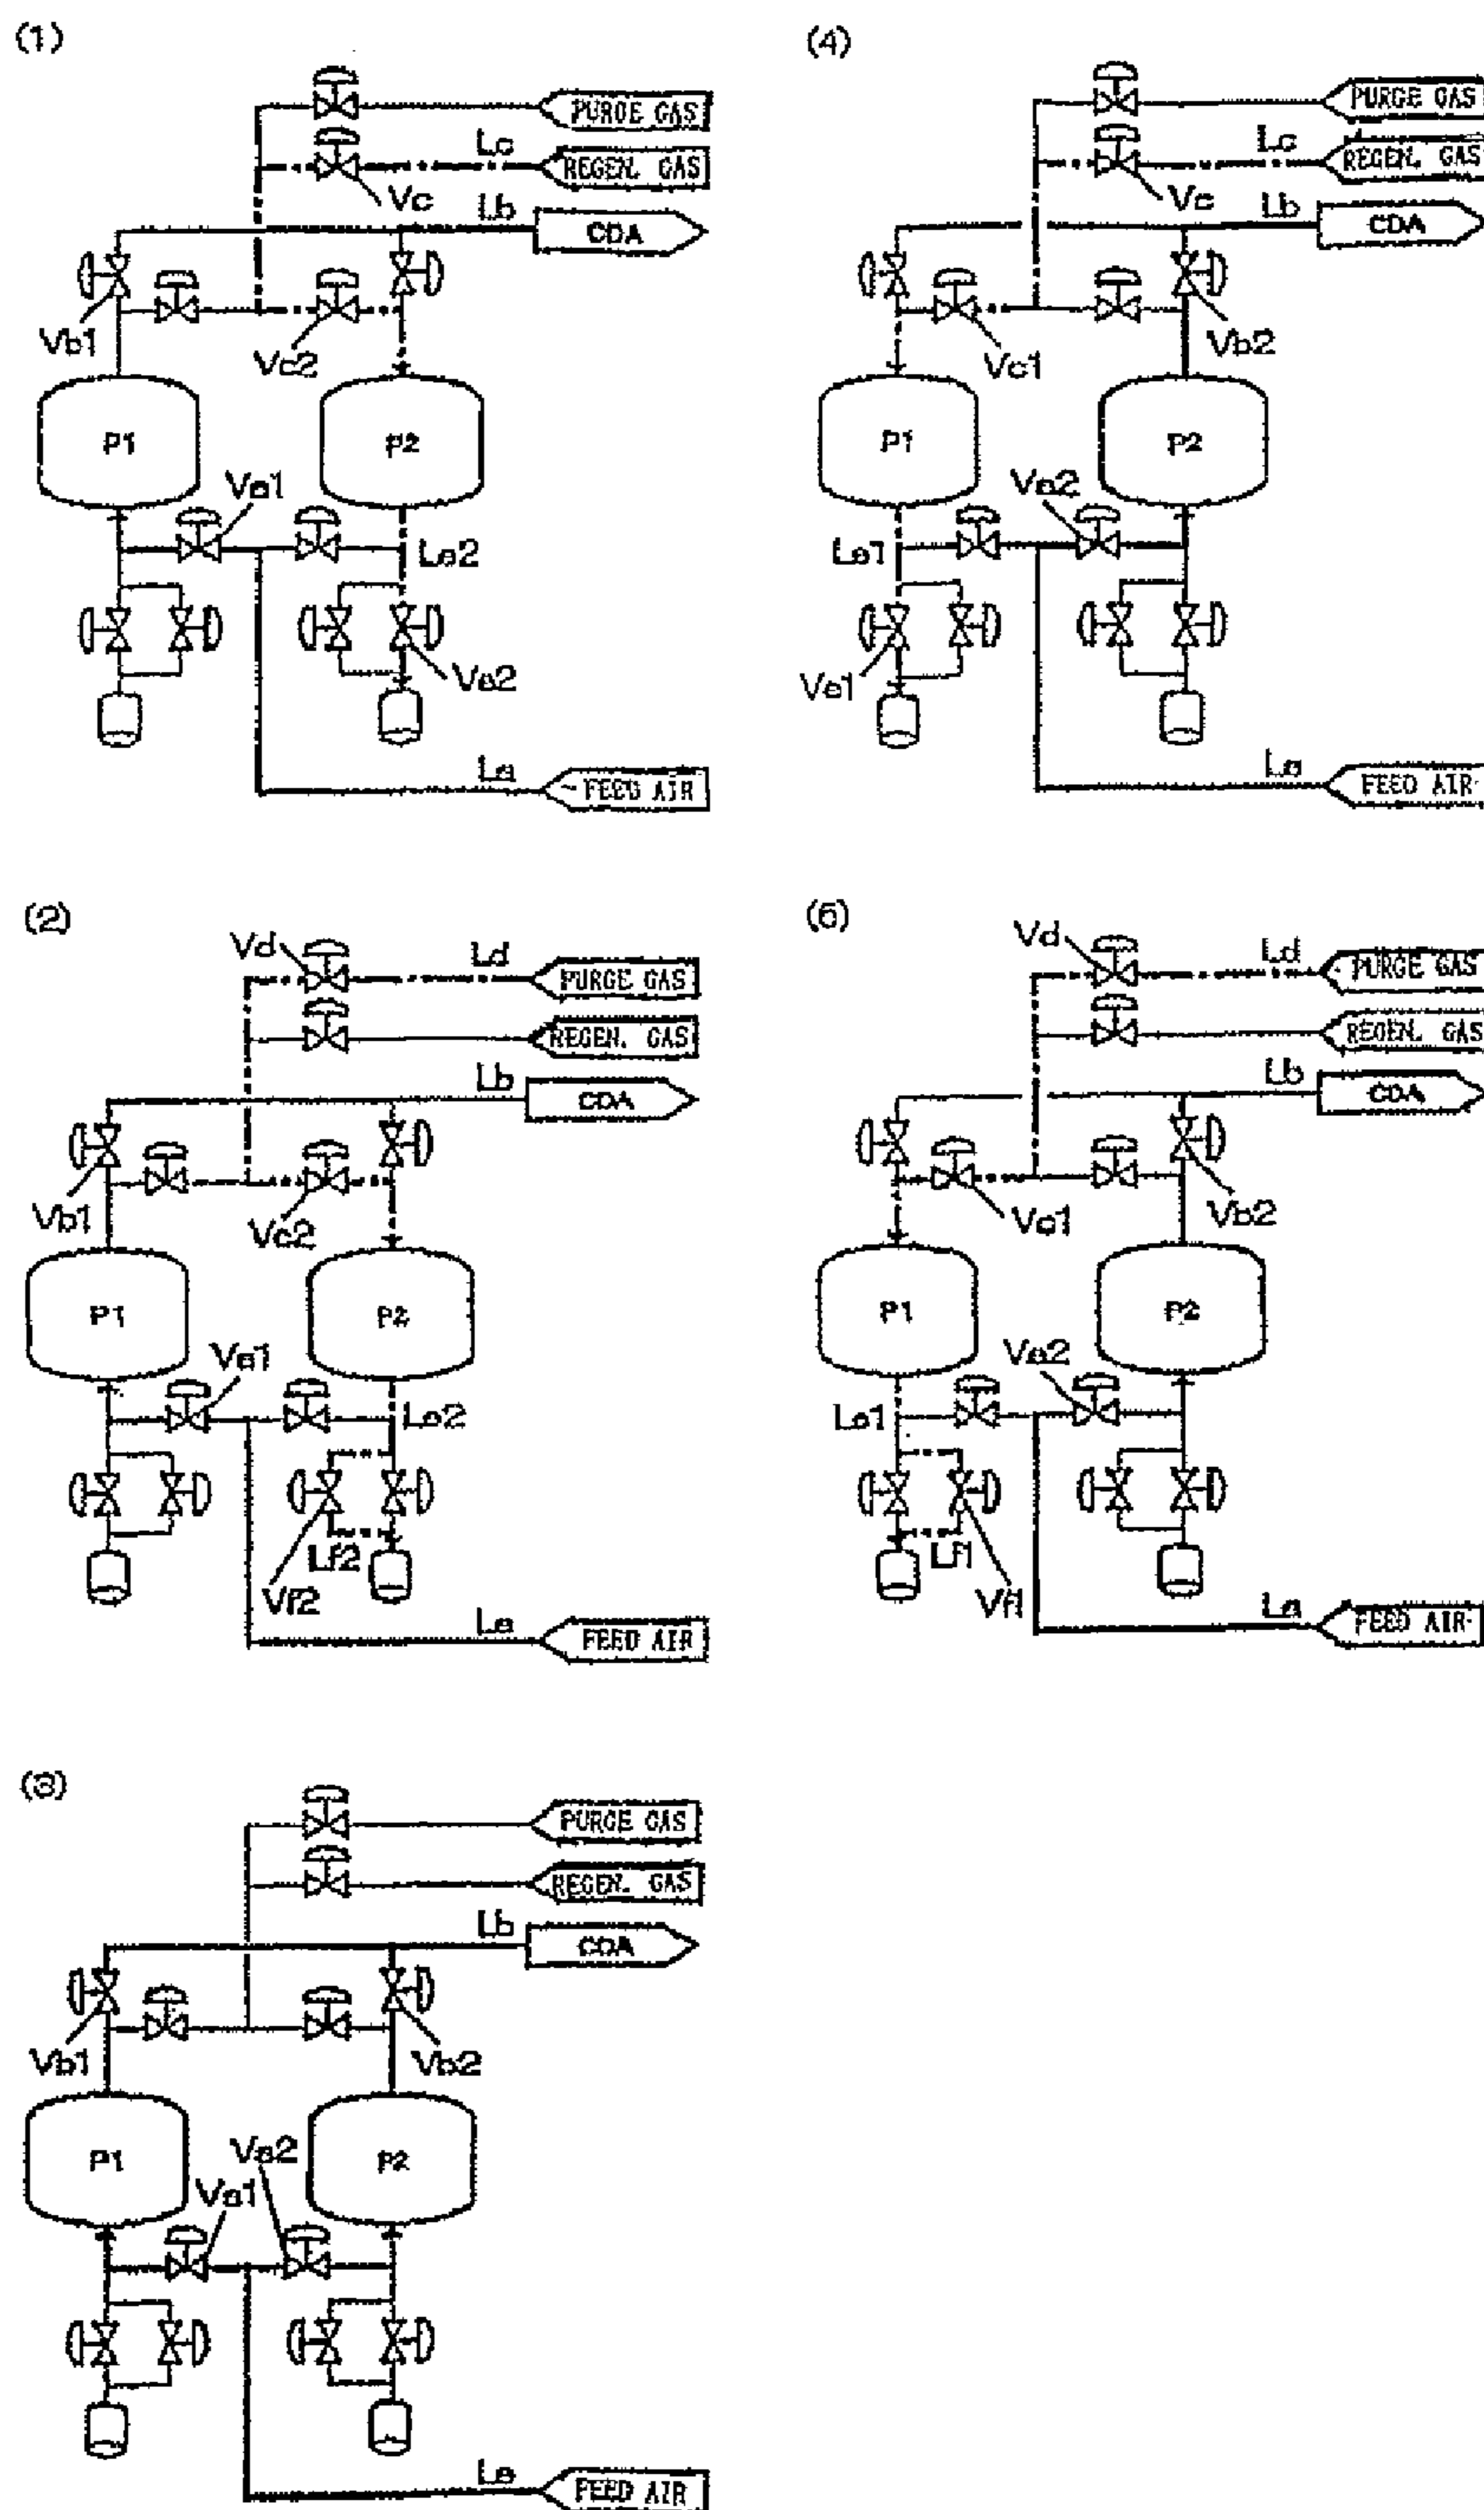 (1)
PURGE GAS
Lc
REGEN. GAS
Vc
Lb
CDA
Vb1
Vc2
P1
P2
Va1
Le2
Ve2
La
FEED AIR
(2)
Vd
Ld
PURGE GAS
REGEN. GAS
Lb
CDA
Vb1
Vc2
P1
P2
Va1
Le2
Lf2
Vf2
La
FEED AIR
(3)
PURGE GAS
REGEN. GAS
Lb
CDA
Vb1
Vb2
P1
P2
Va2
Va1
La
FEED AIR
(4)
PURGE GAS
Lc
REGEN. GAS
Vc
Lb
CDA
Vc1
Vb2
P1
P2
Va2
Le1
Ve1
La
FEED AIR
Vd
Ld
PURGE GAS
REGEN. GAS
Lb
CDA
Vc1
Vb2
P1
P2
Va2
Le1
Lf1
Vf1
La
FEED AIR